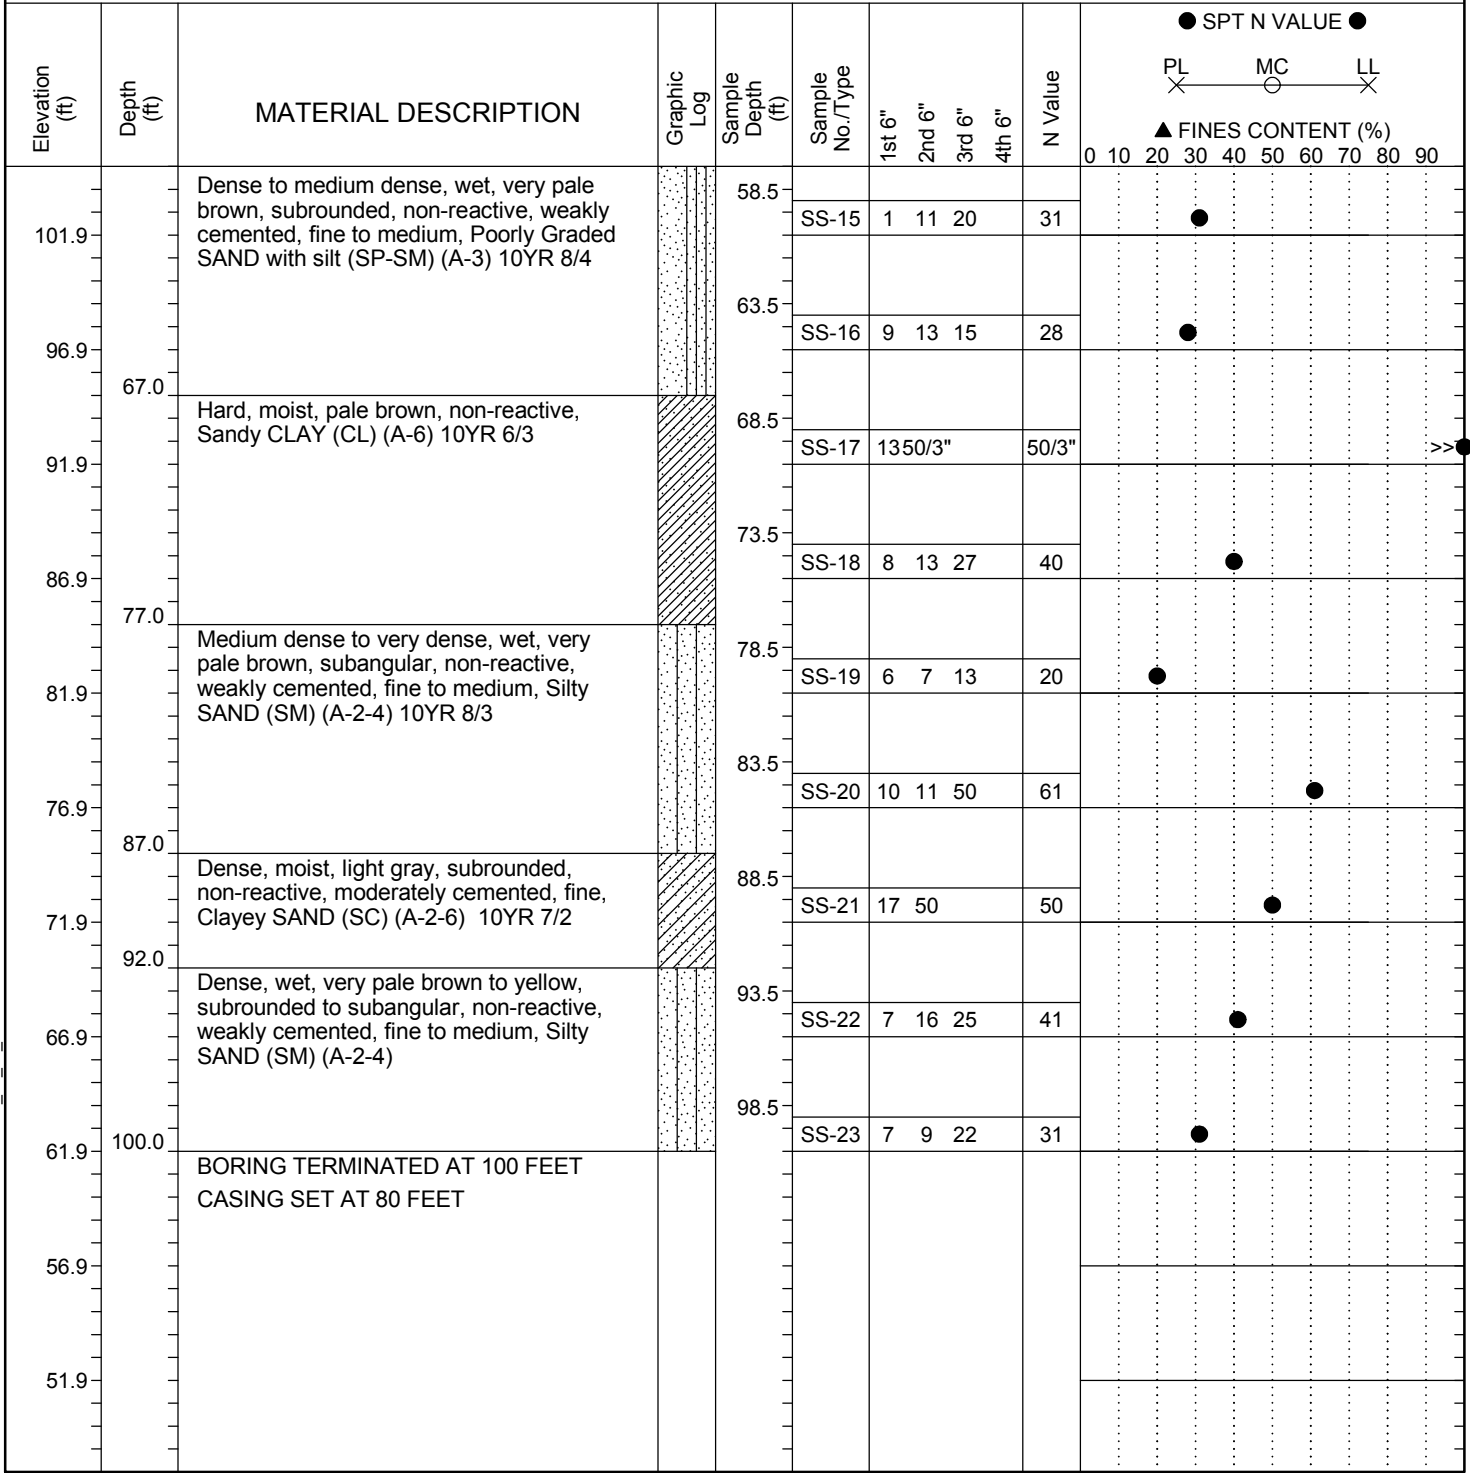 ● SPT N VALUE ●
PL MC LL
▲ FINES CONTENT (%)
0 10 20 30 40 50 60 70 80 90
Elevation (ft)
Depth (ft)
MATERIAL DESCRIPTION
Graphic Log
Sample Depth (ft)
Sample No./Type
1st 6"
2nd 6"
3rd 6"
4th 6"
N Value
Dense to medium dense, wet, very pale
brown, subrounded, non-reactive, weakly
cemented, fine to medium, Poorly Graded
SAND with silt (SP-SM) (A-3) 10YR 8/4
58.5
SS-15 1 11 20 31
101.9
63.5
SS-16 9 13 15 28
96.9
67.0
Hard, moist, pale brown, non-reactive,
Sandy CLAY (CL) (A-6) 10YR 6/3
68.5
SS-17 13 50/3" 50/3" >>
91.9
73.5
SS-18 8 13 27 40
86.9
77.0
Medium dense to very dense, wet, very
pale brown, subangular, non-reactive,
weakly cemented, fine to medium, Silty
SAND (SM) (A-2-4) 10YR 8/3
78.5
SS-19 6 7 13 20
81.9
83.5
SS-20 10 11 50 61
76.9
87.0
Dense, moist, light gray, subrounded,
non-reactive, moderately cemented, fine,
Clayey SAND (SC) (A-2-6) 10YR 7/2
88.5
SS-21 17 50 50
71.9
92.0
Dense, wet, very pale brown to yellow,
subrounded to subangular, non-reactive,
weakly cemented, fine to medium, Silty
SAND (SM) (A-2-4)
93.5
SS-22 7 16 25 41
66.9
98.5
SS-23 7 9 22 31
100.0
61.9
BORING TERMINATED AT 100 FEET
CASING SET AT 80 FEET
56.9
51.9